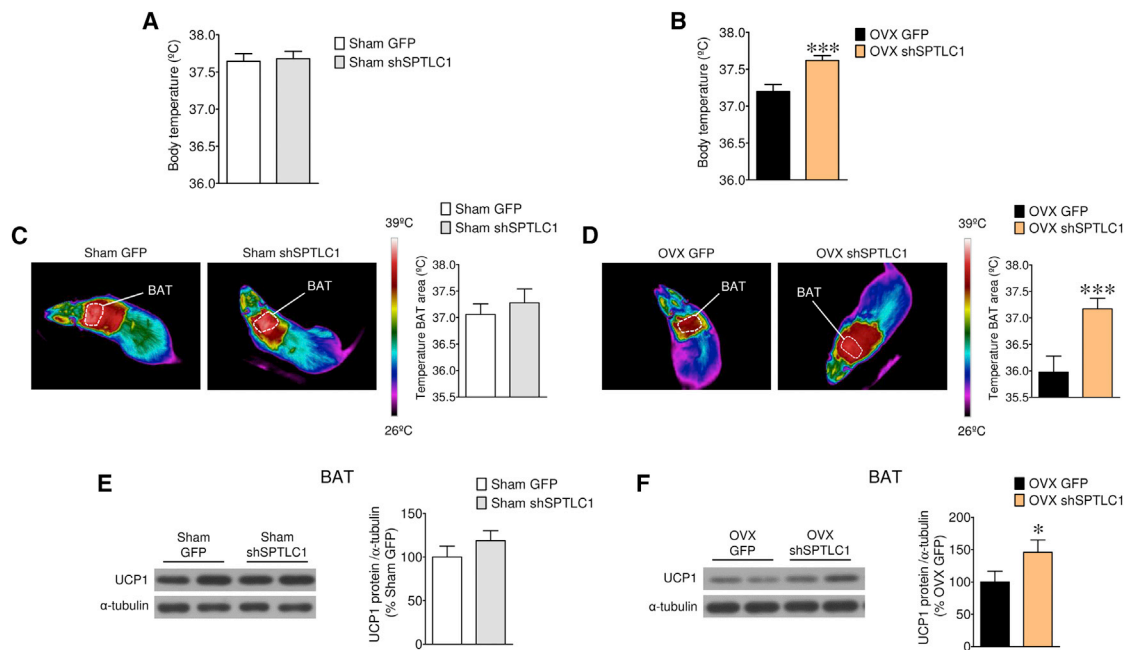 A
Body temperature (ºC)
38.0
37.5
37.0
36.5
36.0
Sham GFP
Sham shSPTLC1
B
Body temperature (ºC)
38.0
37.5
37.0
36.5
36.0
***
OVX GFP
OVX shSPTLC1
C
Sham GFP
BAT
Sham shSPTLC1
BAT
39ºC
26ºC
Sham GFP
Sham shSPTLC1
Temperature BAT area (ºC)
38.0
37.5
37.0
36.5
36.0
35.5
D
OVX GFP
BAT
OVX shSPTLC1
BAT
39ºC
26ºC
OVX GFP
OVX shSPTLC1
Temperature BAT area (ºC)
38.0
37.5
37.0
36.5
36.0
35.5
***
E
BAT
Sham
GFP
Sham
shSPTLC1
UCP1
α-tubulin
Sham GFP
Sham shSPTLC1
UCP1 protein/α-tubulin
(% Sham GFP)
150
100
50
0
F
BAT
OVX
GFP
OVX
shSPTLC1
UCP1
α-tubulin
OVX GFP
OVX shSPTLC1
UCP1 protein/α-tubulin
(% OVX GFP)
200
150
100
50
0
*